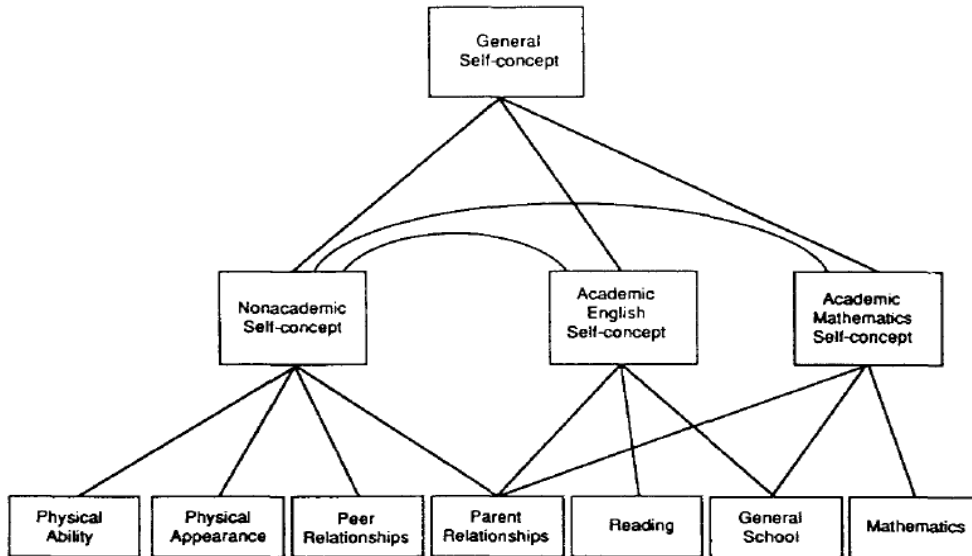 General
Self-concept
Nonacademic
Self-concept
Academic
English
Self-concept
Academic
Mathematics
Self-concept
Physical
Ability
Physical
Appearance
Peer
Relationships
Parent
Relationships
Reading
General
School
Mathematics